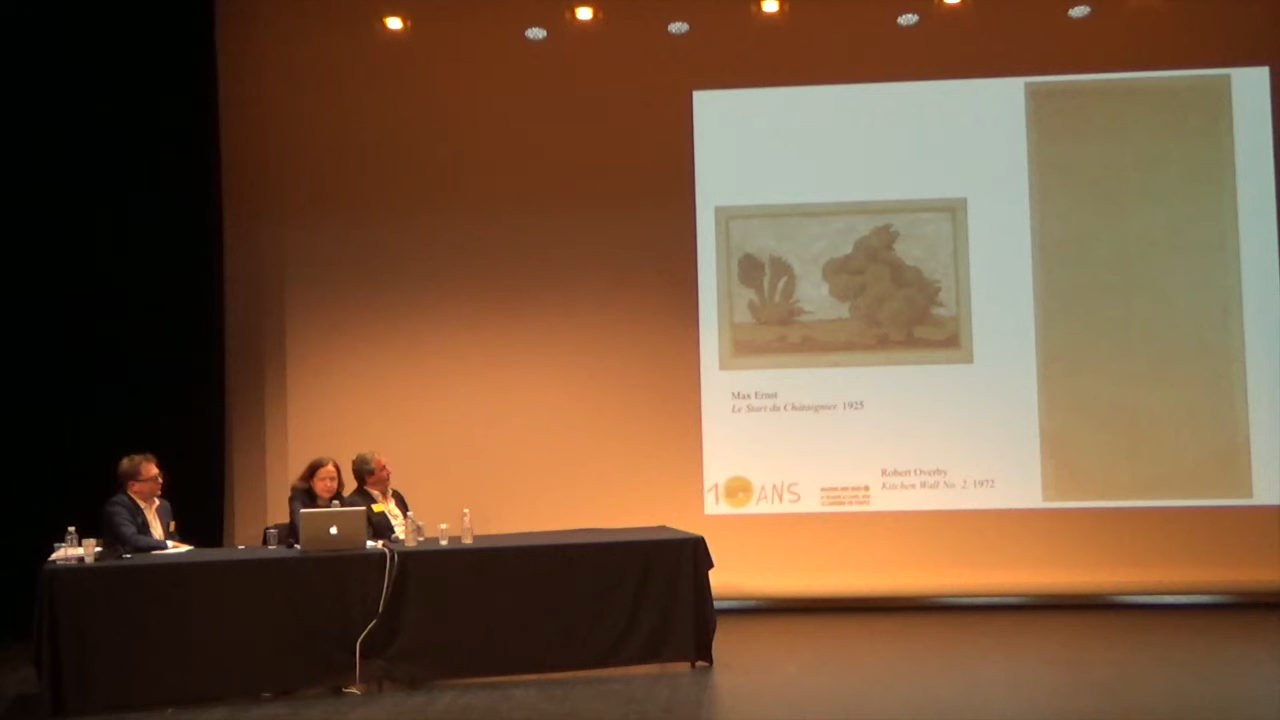 Max Ernst
Le Start du Châtaignier 1925
Robert Overby
Kitchen Wall No. 2, 1972
10 ANS